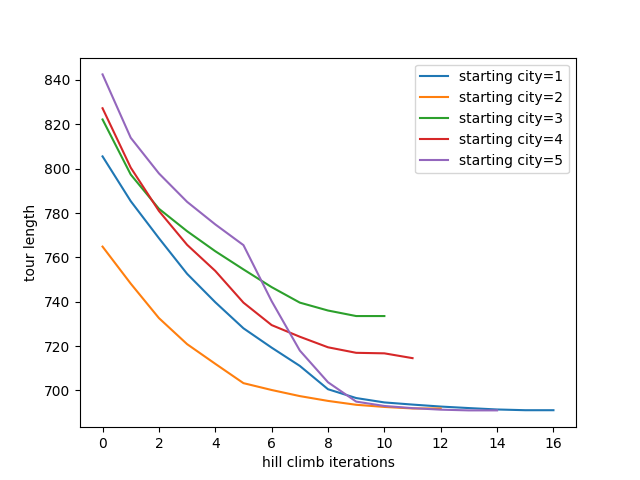 840
820
800
780
760
740
720
700
tour length
0 2 4 6 8 10 12 14 16
hill climb iterations
starting city=1
starting city=2
starting city=3
starting city=4
starting city=5